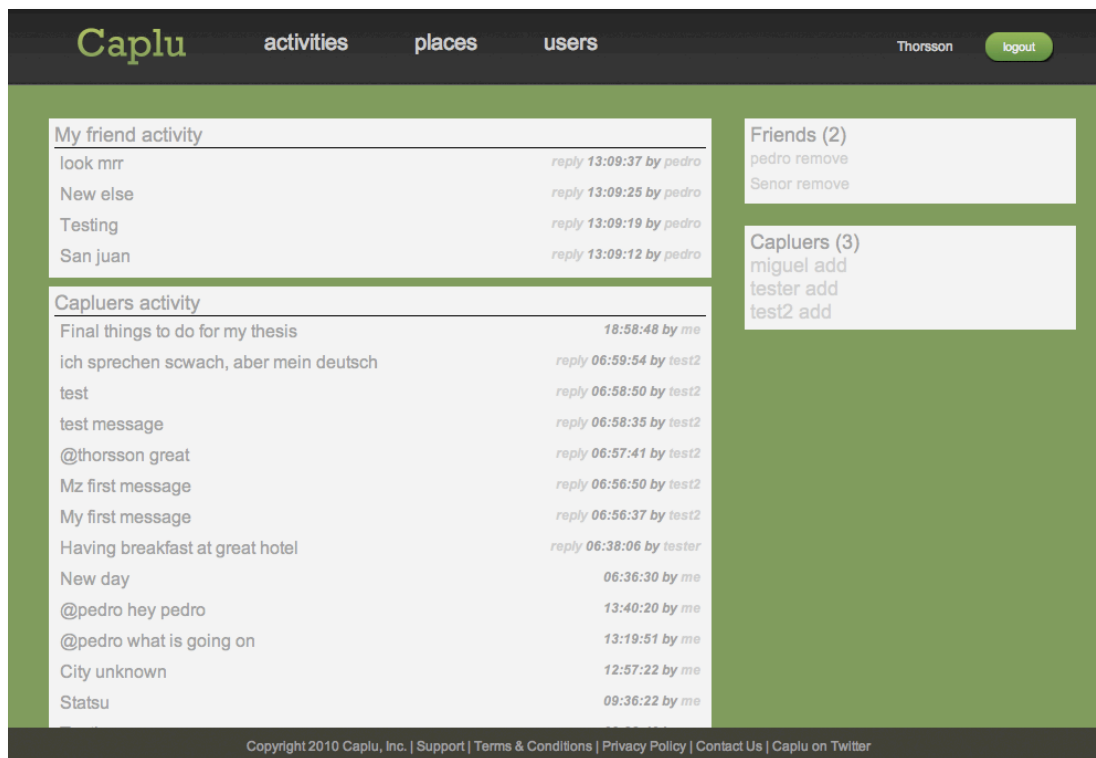 Caplu activities places users Thorsson logout
My friend activity
look mrr reply 13:09:37 by pedro
New else reply 13:09:25 by pedro
Testing reply 13:09:19 by pedro
San juan reply 13:09:12 by pedro
Capluers activity
Final things to do for my thesis 18:58:48 by me
ich sprechen scwach, aber mein deutsch reply 06:59:54 by test2
test reply 06:58:50 by test2
test message reply 06:58:35 by test2
@thorsson great reply 06:57:41 by test2
Mz first message reply 06:56:50 by test2
My first message reply 06:56:37 by test2
Having breakfast at great hotel reply 06:38:06 by tester
New day 06:36:30 by me
@pedro hey pedro 13:40:20 by me
@pedro what is going on 13:19:51 by me
City unknown 12:57:22 by me
Statsu 09:36:22 by me
Friends (2)
pedro remove
Senor remove
Capluers (3)
miguel add
tester add
test2 add
Copyright 2010 Caplu, Inc. | Support | Terms & Conditions | Privacy Policy | Contact Us | Caplu on Twitter